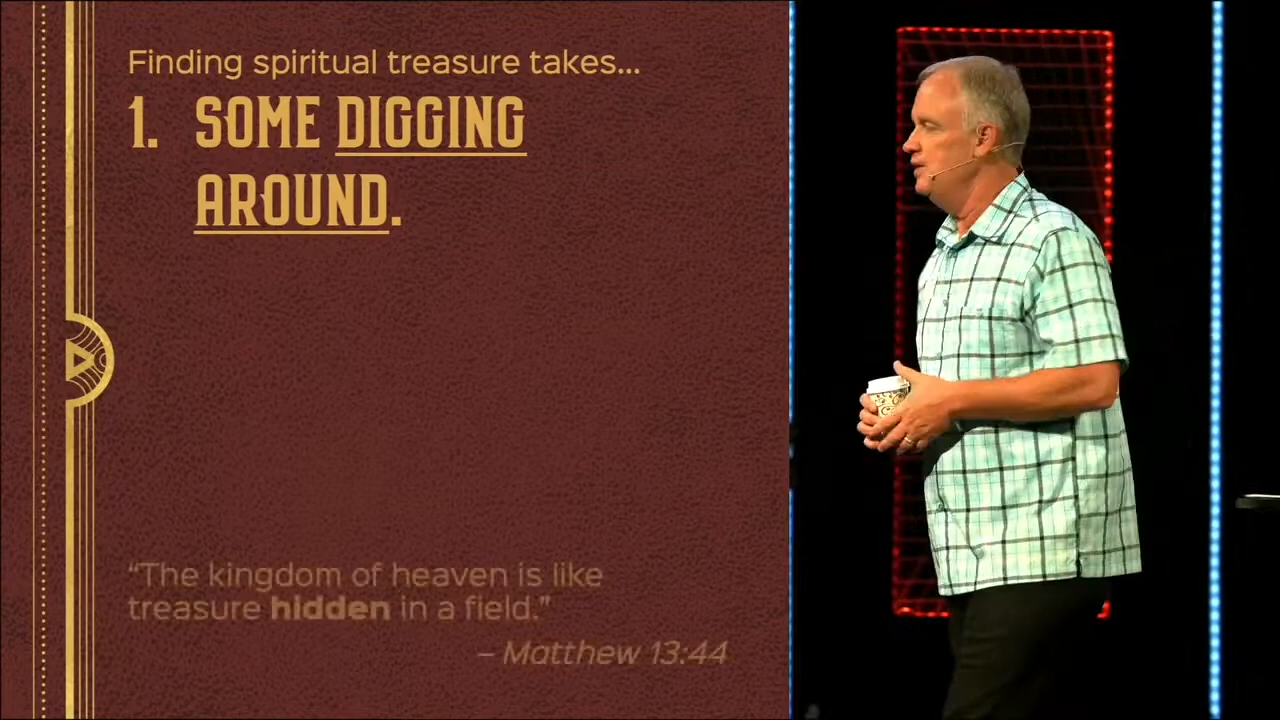 Finding spiritual treasure takes...
1. SOME DIGGING
AROUND.
“The kingdom of heaven is like
treasure hidden in a field.”
– Matthew 13:44